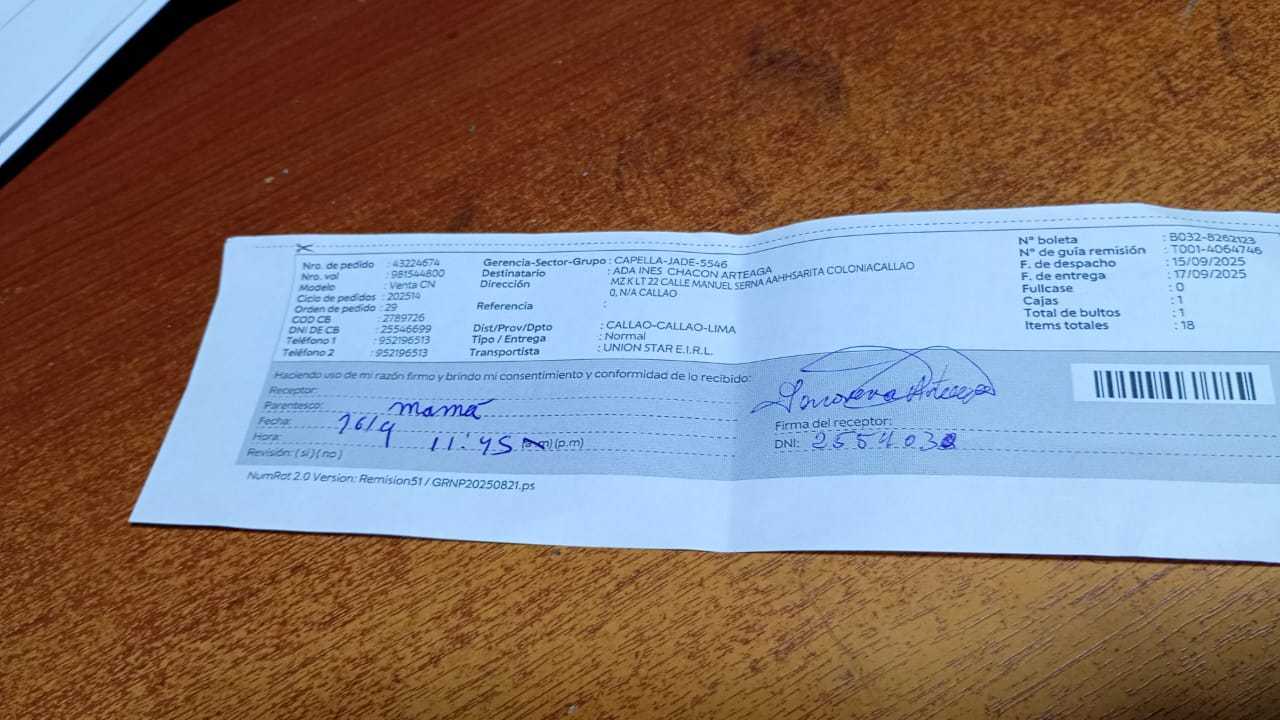 Nro. de pedido : 43224674
Nro. val : 981544800
Modelo : Venta CN
Ciclo de pedidos : 202514
Orden de pedido : 29
COD CB : 2789726
DNI DE CB : 25546699
Teléfono 1 : 952196513
Teléfono 2 : 952196513
Gerencia-Sector-Grupo : CAPELLA-JADE-5546
Destinatario : ADA INES CHACON ARTEAGA
Dirección : MZ K LT 22 CALLE MANUEL SERNA AAHHSARITA COLONIACALLAO
0, N/A CALLAO
Referencia :
Dist/Prov/Dpto : CALLAO-CALLAO-LIMA
Tipo / Entrega : Normal
Transportista : UNION STAR E.I.R.L.
N° boleta : B032-8262123
N° de guía remisión : T001-4064746
F. de despacho : 15/09/2025
F. de entrega : 17/09/2025
Fullcase : 0
Cajas : 1
Total de bultos : 1
Items totales : 18
Haciendo uso de mi razón firmo y brindo mi consentimiento y conformidad de lo recibido:
Receptor:
Parentesco: mamá
Fecha: 16/9
Hora: 11:45 (a.m) (p.m)
Revisión: ( si ) ( no )
Arteaga
Firma del receptor:
DNI:
NumRot 2.0 Version: Remision51 / GRNP20250821.ps